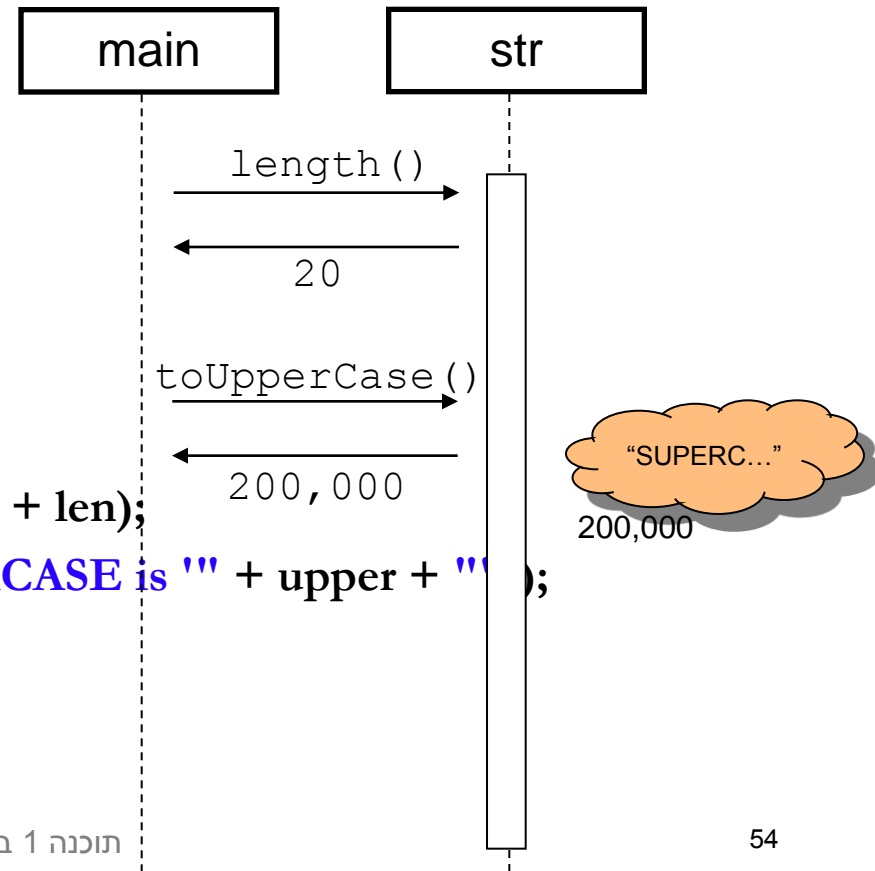 main str
length()
20
toUpperCase()
200,000
“SUPERC…”
200,000
+ len);
CASE is '" + upper + "' );
תוכנה 1 ב
54